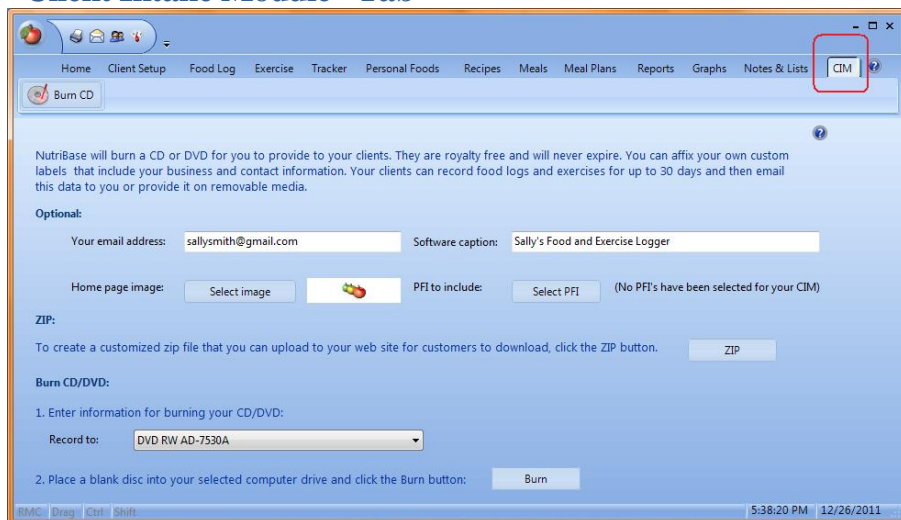 Home Client Setup Food Log Exercise Tracker Personal Foods Recipes Meals Meal Plans Reports Graphs Notes & Lists CIM
Burn CD
NutriBase will burn a CD or DVD for you to provide to your clients. They are royalty free and will never expire. You can affix your own custom
labels that include your business and contact information. Your clients can record food logs and exercises for up to 30 days and then email
this data to you or provide it on removable media.
Optional:
Your email address: sallysmith@gmail.com Software caption: Sally's Food and Exercise Logger
Home page image: Select image PFI to include: Select PFI (No PFI's have been selected for your CIM)
ZIP:
To create a customized zip file that you can upload to your web site for customers to download, click the ZIP button. ZIP
Burn CD/DVD:
1. Enter information for burning your CD/DVD:
Record to: DVD RW AD-7530A
2. Place a blank disc into your selected computer drive and click the Burn button: Burn
RMC Drag Ctrl Shift 5:38:20 PM 12/26/2011